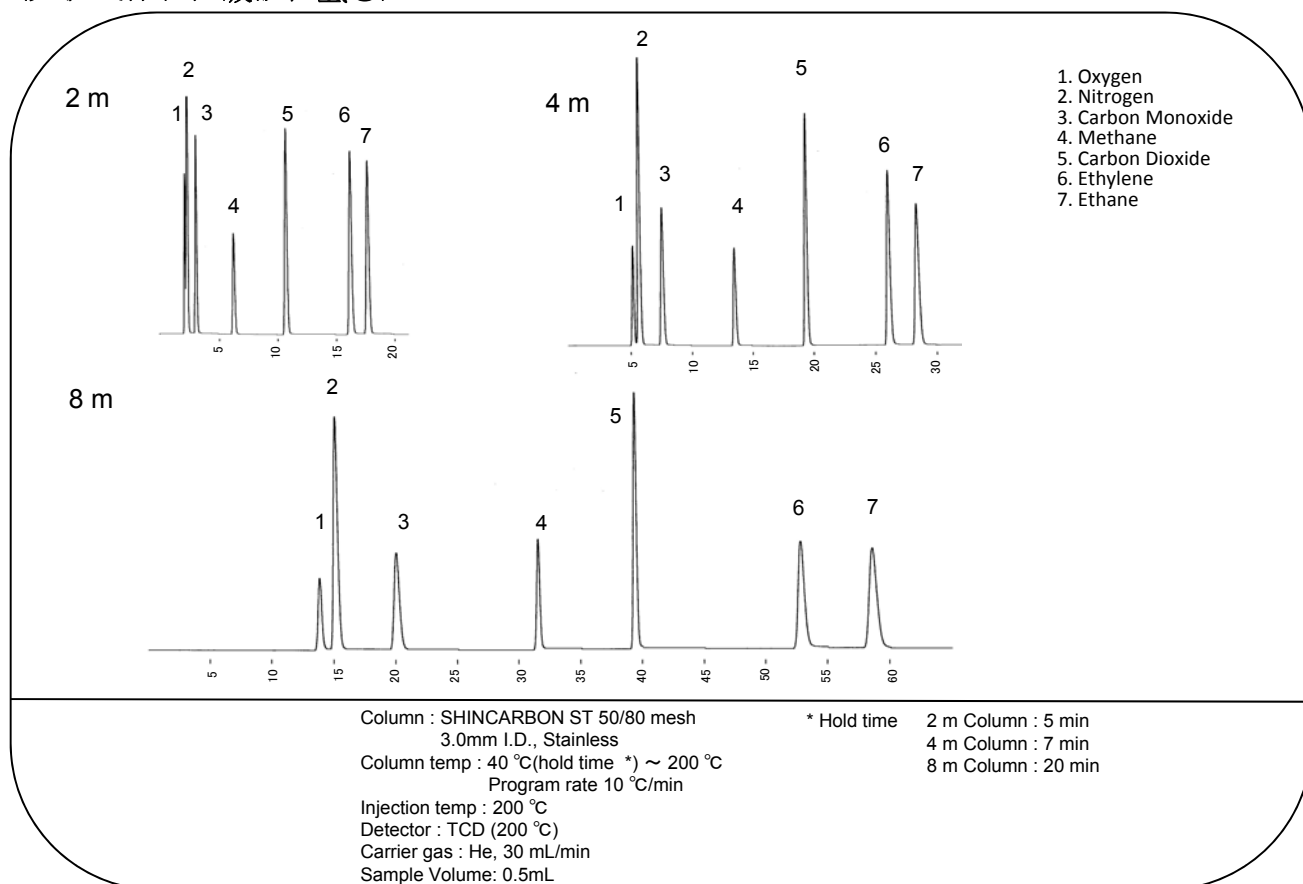 2 m
1
2
3
4
5
6
7
5
10
15
20
4 m
1
2
3
4
5
6
7
5
10
15
20
25
30
1. Oxygen
2. Nitrogen
3. Carbon Monoxide
4. Methane
5. Carbon Dioxide
6. Ethylene
7. Ethane
8 m
1
2
3
4
5
6
7
5
10
15
20
25
30
35
40
45
50
55
60
Column : SHINCARBON ST 50/80 mesh
3.0mm I.D., Stainless
Column temp : 40 °C(hold time *) ～ 200 °C
Program rate 10 °C/min
Injection temp : 200 °C
Detector : TCD (200 °C)
Carrier gas : He, 30 mL/min
Sample Volume: 0.5mL
* Hold time 2 m Column : 5 min
4 m Column : 7 min
8 m Column : 20 min